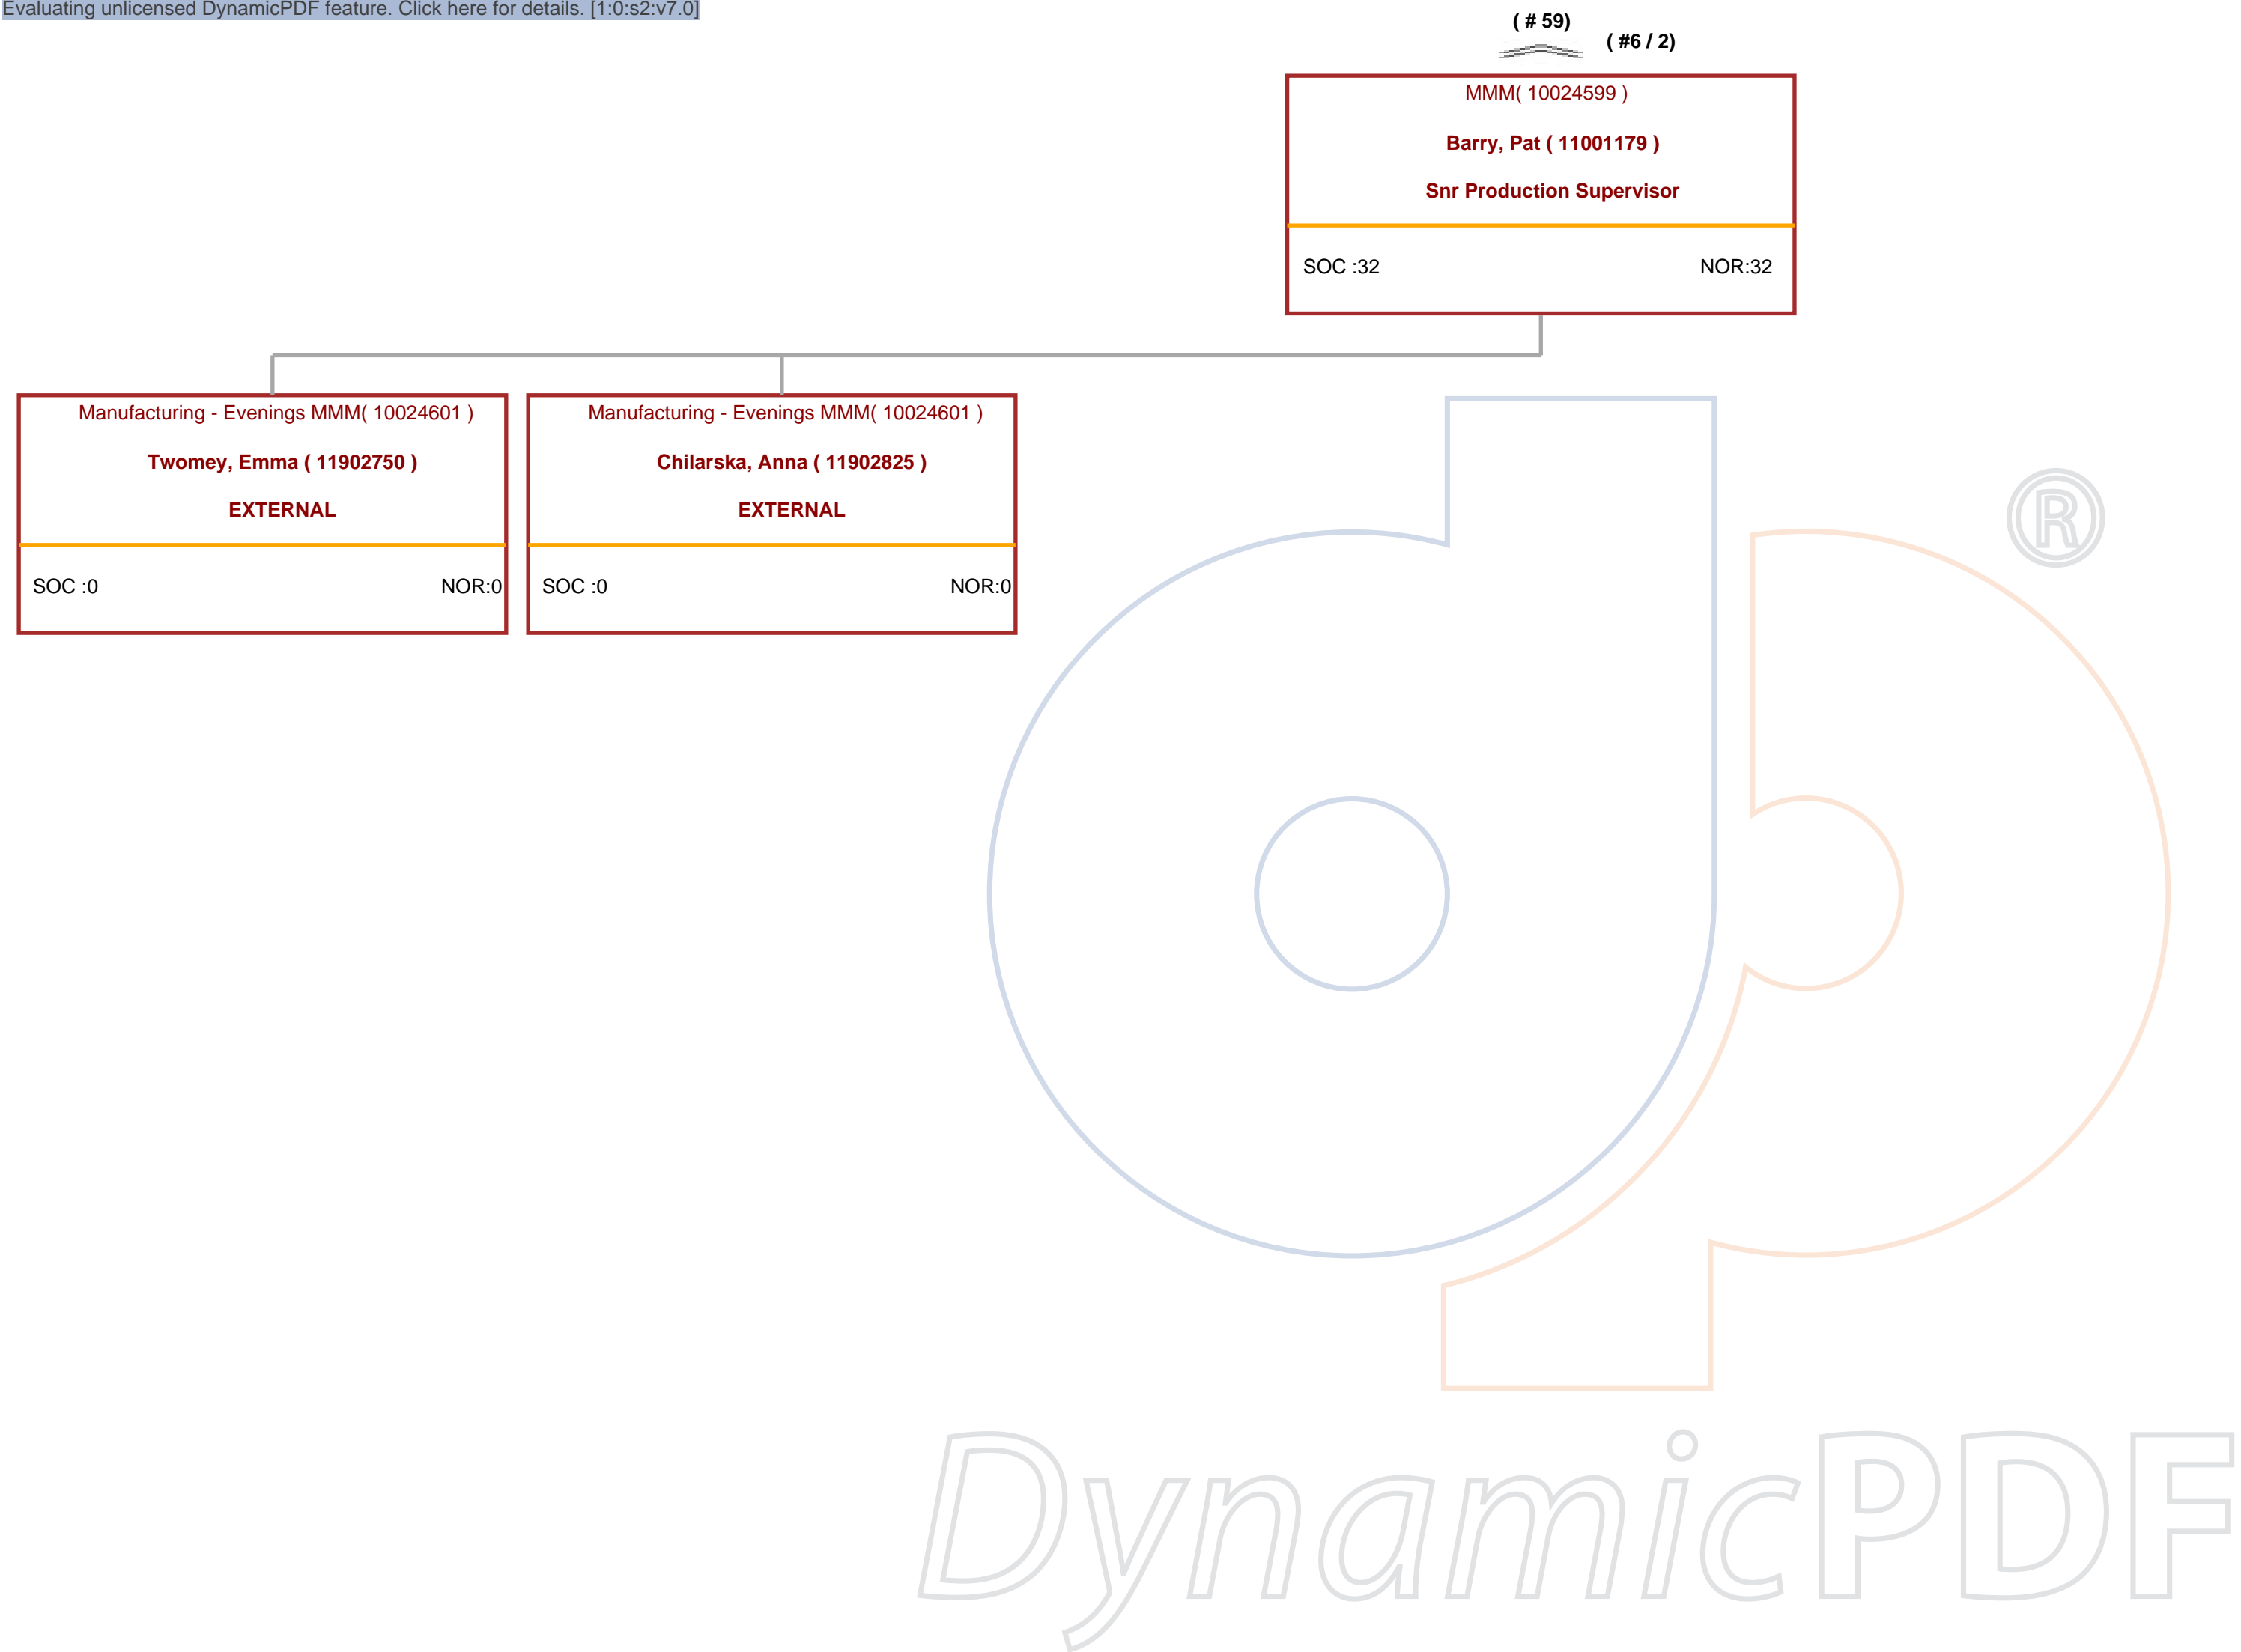 Evaluating unlicensed DynamicPDF feature. Click here for details. [1:0:s2:v7.0]
( # 59)
( #6 / 2)
MMM( 10024599 )
Barry, Pat ( 11001179 )
Snr Production Supervisor
SOC :32 NOR:32
Manufacturing - Evenings MMM( 10024601 )
Twomey, Emma ( 11902750 )
EXTERNAL
SOC :0 NOR:0
Manufacturing - Evenings MMM( 10024601 )
Chilarska, Anna ( 11902825 )
EXTERNAL
SOC :0 NOR:0
®
DynamicPDF